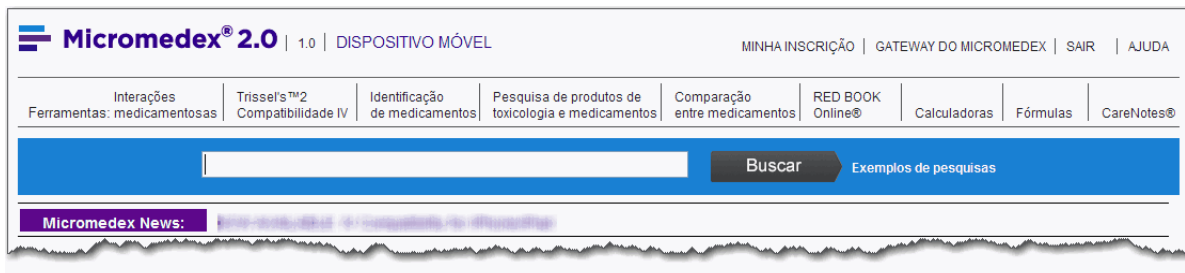 Micromedex® 2.0 | 1.0 | DISPOSITIVO MÓVEL
MINHA INSCRIÇÃO | GATEWAY DO MICROMEDEX | SAIR | AJUDA
Ferramentas: Interações medicamentosas
Trissel's™2 Compatibilidade IV
Identificação de medicamentos
Pesquisa de produtos de toxicologia e medicamentos
Comparação entre medicamentos
RED BOOK Online®
Calculadoras
Fórmulas
CareNotes®
Buscar
Exemplos de pesquisas
Micromedex News: